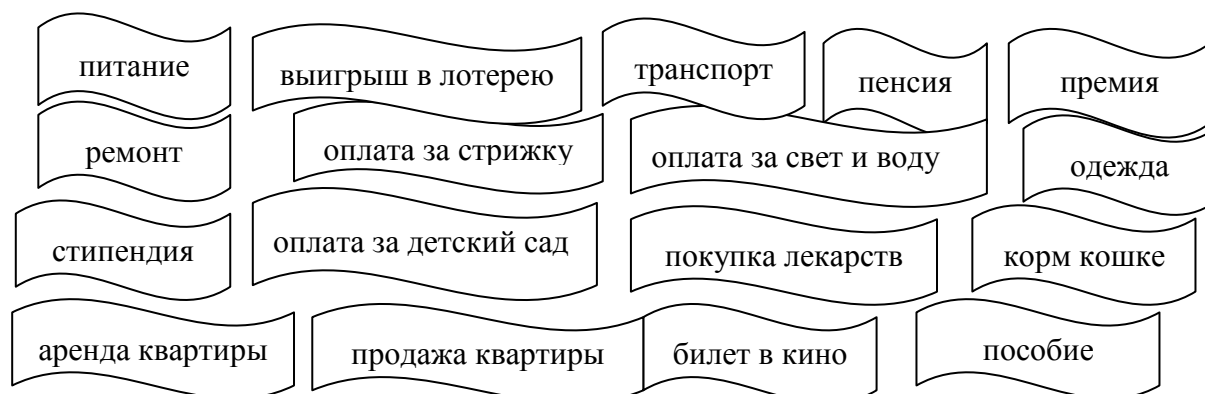 питание
выигрыш в лотерею
транспорт
пенсия
премия
ремонт
оплата за стрижку
оплата за свет и воду
одежда
стипендия
оплата за детский сад
покупка лекарств
корм кошке
аренда квартиры
продажа квартиры
билет в кино
пособие